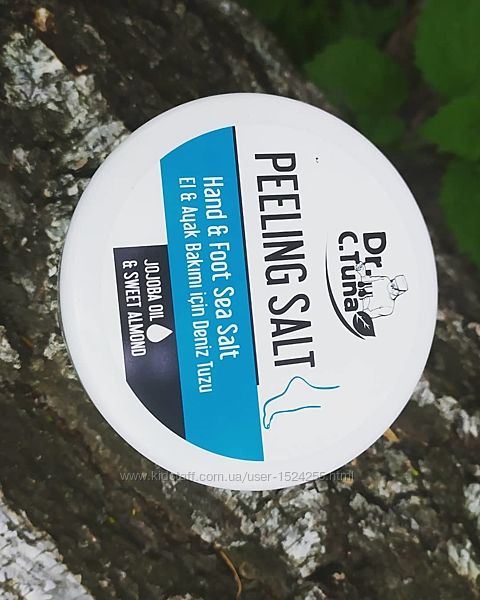 Dr.
C.Tuna
PEELING SALT
Hand & Foot Sea Salt
El & Ayak Bakımı için Deniz Tuzu
JOJOBA OIL
& SWEET ALMOND
www.kidstaff.com.ua/user-1524255.html